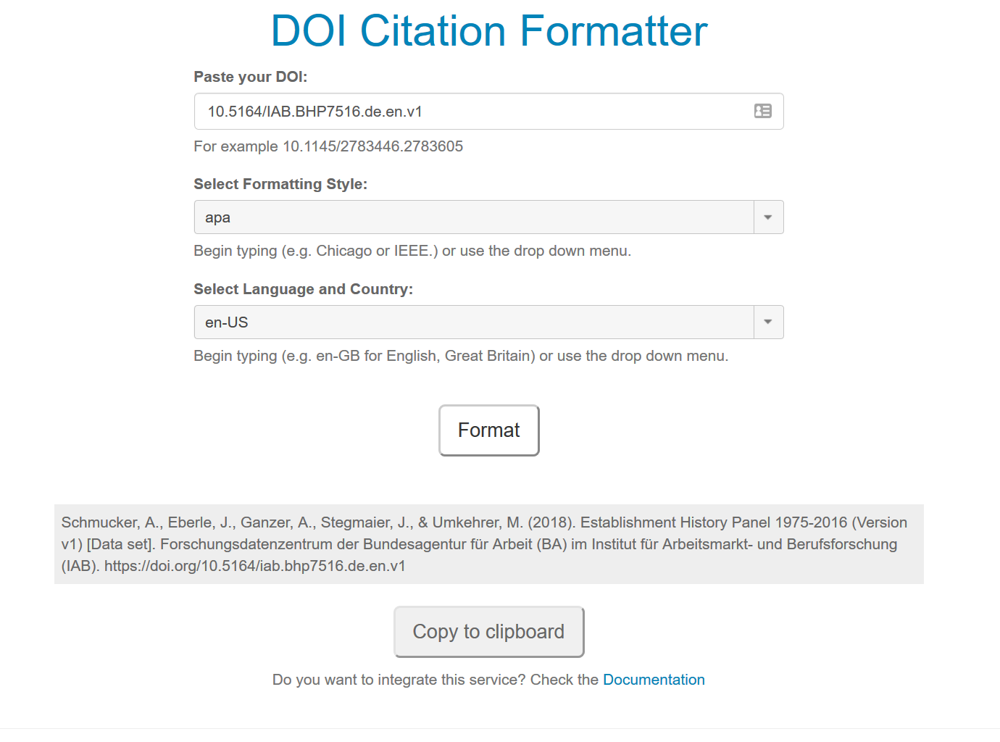 DOI Citation Formatter
Paste your DOI:
10.5164/IAB.BHP7516.de.en.v1
For example 10.1145/2783446.2783605
Select Formatting Style:
apa
Begin typing (e.g. Chicago or IEEE.) or use the drop down menu.
Select Language and Country:
en-US
Begin typing (e.g. en-GB for English, Great Britain) or use the drop down menu.
Format
Schmucker, A., Eberle, J., Ganzer, A., Stegmaier, J., & Umkehrer, M. (2018). Establishment History Panel 1975-2016 (Version
v1) [Data set]. Forschungsdatenzentrum der Bundesagentur für Arbeit (BA) im Institut für Arbeitsmarkt- und Berufsforschung
(IAB). https://doi.org/10.5164/iab.bhp7516.de.en.v1
Copy to clipboard
Do you want to integrate this service? Check the Documentation